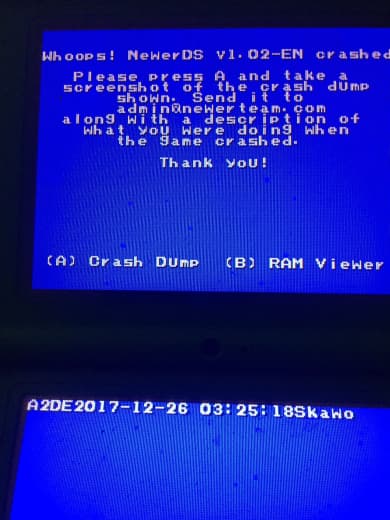 Whoops! NewerDS v1.02-EN crashed
Please press A and take a
screenshot of the crash dump
shown. Send it to
admin@newerteam.com
along with a description of
what you were doing when
the game crashed.
Thank you!
(A) Crash Dump (B) RAM Viewer
A2DE2017-12-26 03:25:18Skawo